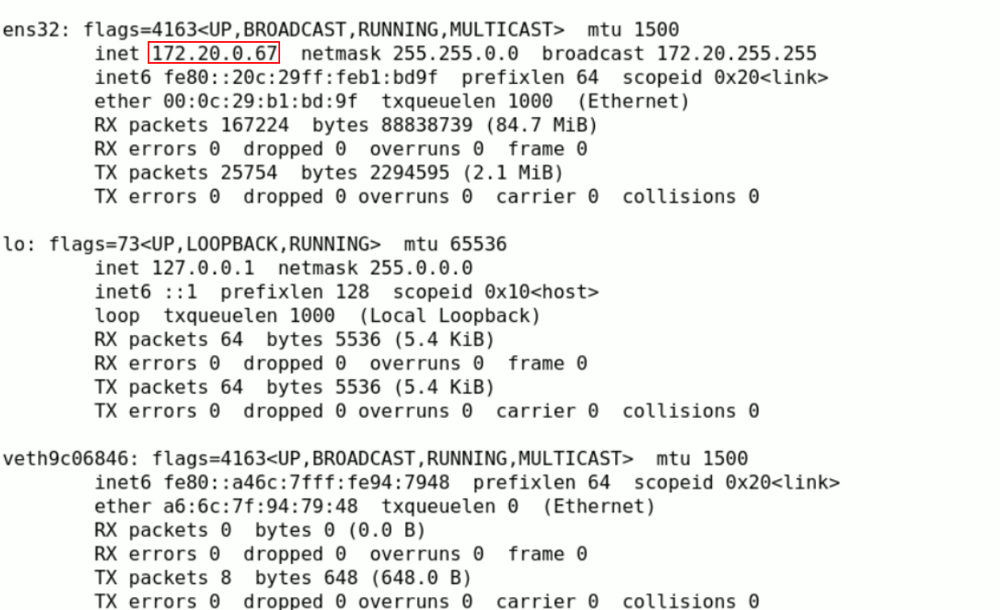 ens32: flags=4163<UP,BROADCAST,RUNNING,MULTICAST>  mtu 1500
        inet 172.20.0.67  netmask 255.255.0.0  broadcast 172.20.255.255
        inet6 fe80::20c:29ff:feb1:bd9f  prefixlen 64  scopeid 0x20<link>
        ether 00:0c:29:b1:bd:9f  txqueuelen 1000  (Ethernet)
        RX packets 167224  bytes 88838739 (84.7 MiB)
        RX errors 0  dropped 0  overruns 0  frame 0
        TX packets 25754  bytes 2294595 (2.1 MiB)
        TX errors 0  dropped 0 overruns 0  carrier 0  collisions 0

lo: flags=73<UP,LOOPBACK,RUNNING>  mtu 65536
        inet 127.0.0.1  netmask 255.0.0.0
        inet6 ::1  prefixlen 128  scopeid 0x10<host>
        loop  txqueuelen 1000  (Local Loopback)
        RX packets 64  bytes 5536 (5.4 KiB)
        RX errors 0  dropped 0  overruns 0  frame 0
        TX packets 64  bytes 5536 (5.4 KiB)
        TX errors 0  dropped 0 overruns 0  carrier 0  collisions 0

veth9c06846: flags=4163<UP,BROADCAST,RUNNING,MULTICAST>  mtu 1500
        inet6 fe80::a46c:7fff:fe94:7948  prefixlen 64  scopeid 0x20<link>
        ether a6:6c:7f:94:79:48  txqueuelen 0  (Ethernet)
        RX packets 0  bytes 0 (0.0 B)
        RX errors 0  dropped 0  overruns 0  frame 0
        TX packets 8  bytes 648 (648.0 B)
        TX errors 0  dropped 0 overruns 0  carrier 0  collisions 0